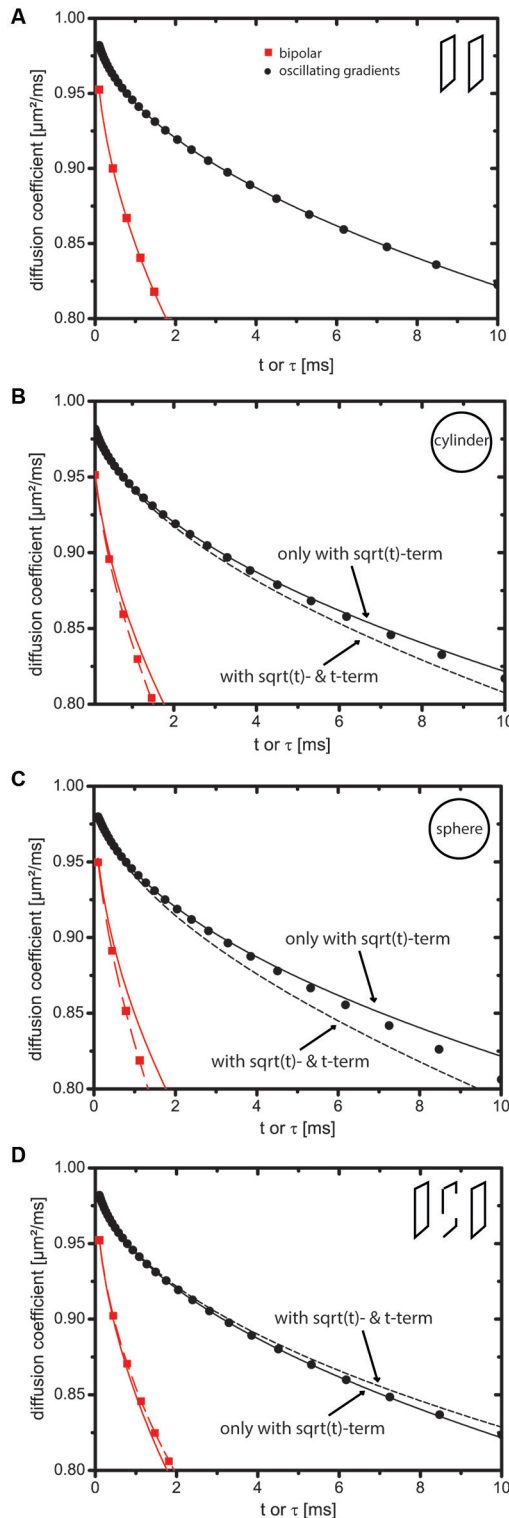 A
diffusion coefficient [µm²/ms]
1.00
0.95
0.90
0.85
0.80
bipolar
oscillating gradients
0 2 4 6 8 10
t or τ [ms]
B
diffusion coefficient [µm²/ms]
1.00
0.95
0.90
0.85
0.80
cylinder
only with sqrt(t)-term
with sqrt(t)- & t-term
0 2 4 6 8 10
t or τ [ms]
C
diffusion coefficient [µm²/ms]
1.00
0.95
0.90
0.85
0.80
sphere
only with sqrt(t)-term
with sqrt(t)- & t-term
0 2 4 6 8 10
t or τ [ms]
D
diffusion coefficient [µm²/ms]
1.00
0.95
0.90
0.85
0.80
with sqrt(t)- & t-term
only with sqrt(t)-term
0 2 4 6 8 10
t or τ [ms]